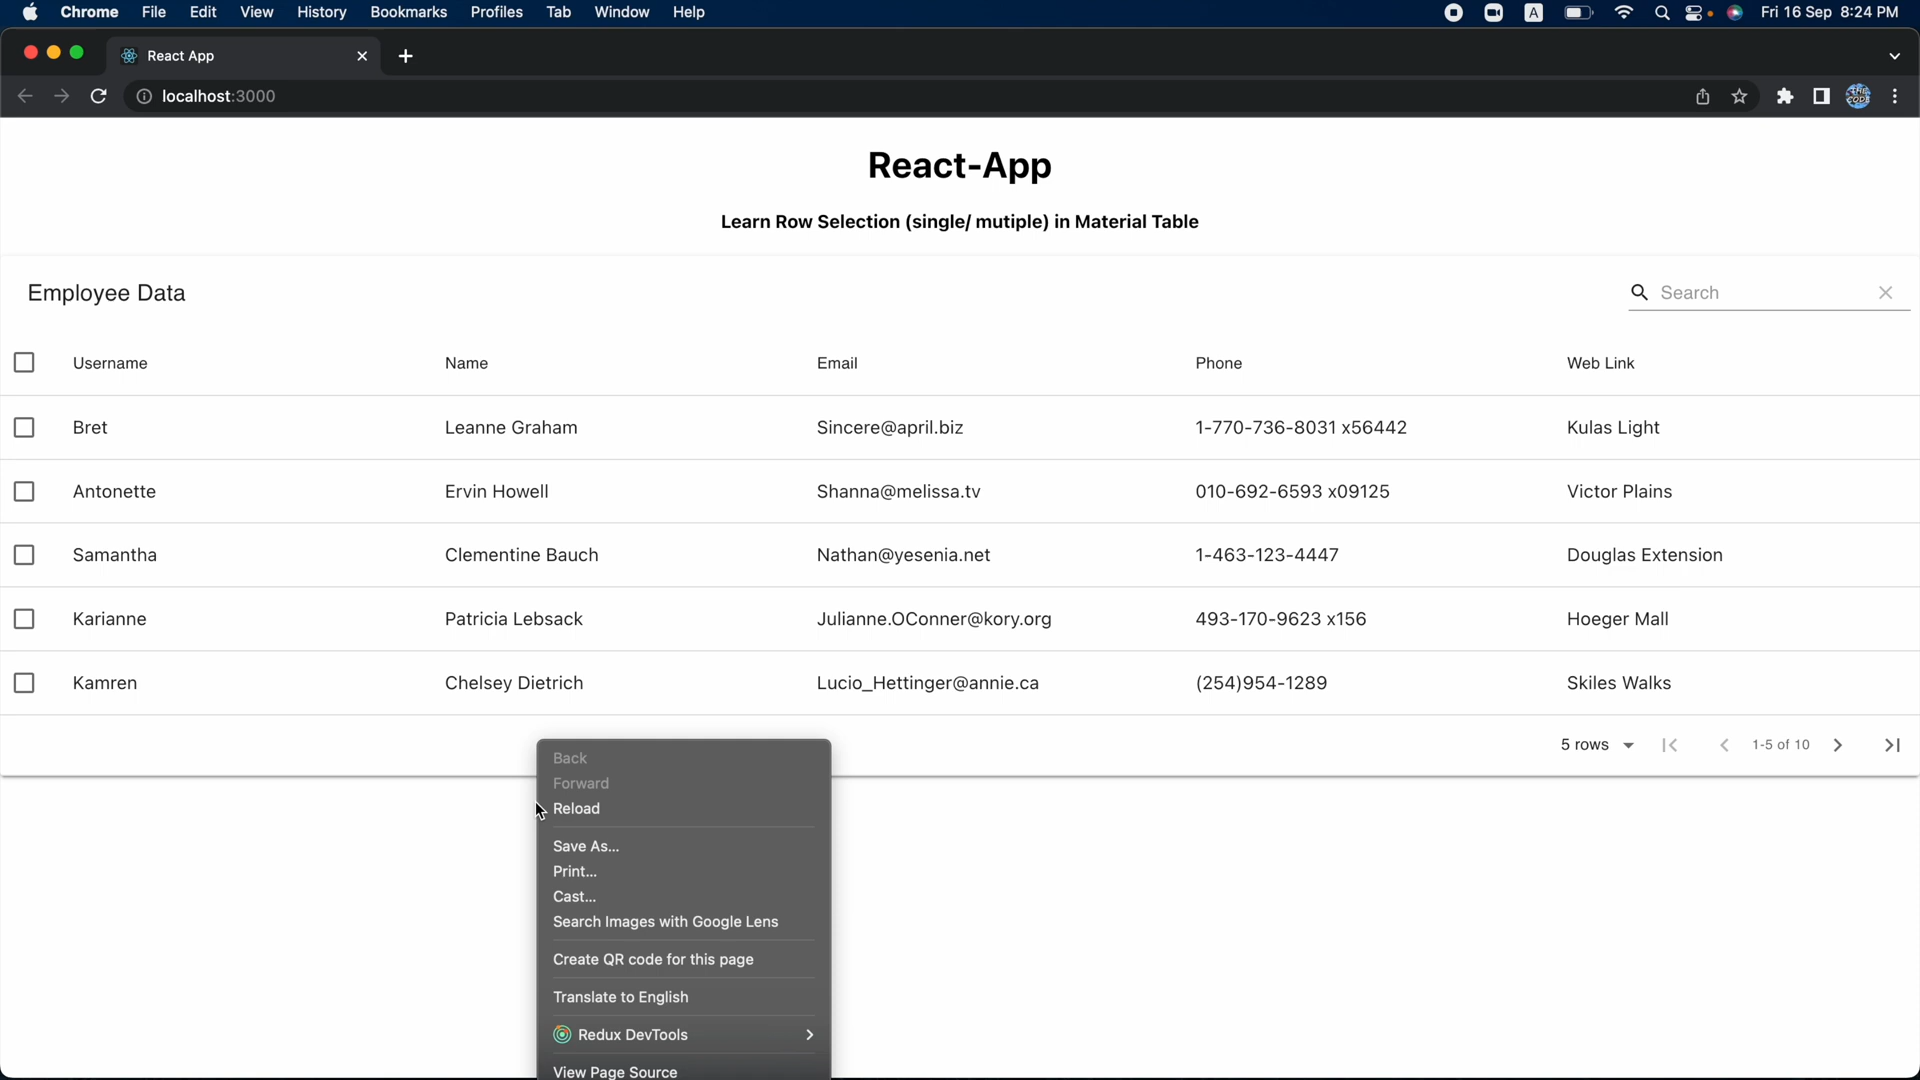 Chrome File Edit View History Bookmarks Profiles Tab Window Help A Fri 16 Sep 8:24 PM
React App
localhost:3000
React-App
Learn Row Selection (single/ mutiple) in Material Table
Employee Data Search
Username Name Email Phone Web Link
Bret Leanne Graham Sincere@april.biz 1-770-736-8031 x56442 Kulas Light
Antonette Ervin Howell Shanna@melissa.tv 010-692-6593 x09125 Victor Plains
Samantha Clementine Bauch Nathan@yesenia.net 1-463-123-4447 Douglas Extension
Karianne Patricia Lebsack Julianne.OConner@kory.org 493-170-9623 x156 Hoeger Mall
Kamren Chelsey Dietrich Lucio_Hettinger@annie.ca (254)954-1289 Skiles Walks
5 rows 1-5 of 10
Back
Forward
Reload
Save As...
Print...
Cast...
Search Images with Google Lens
Create QR code for this page
Translate to English
Redux DevTools
View Page Source